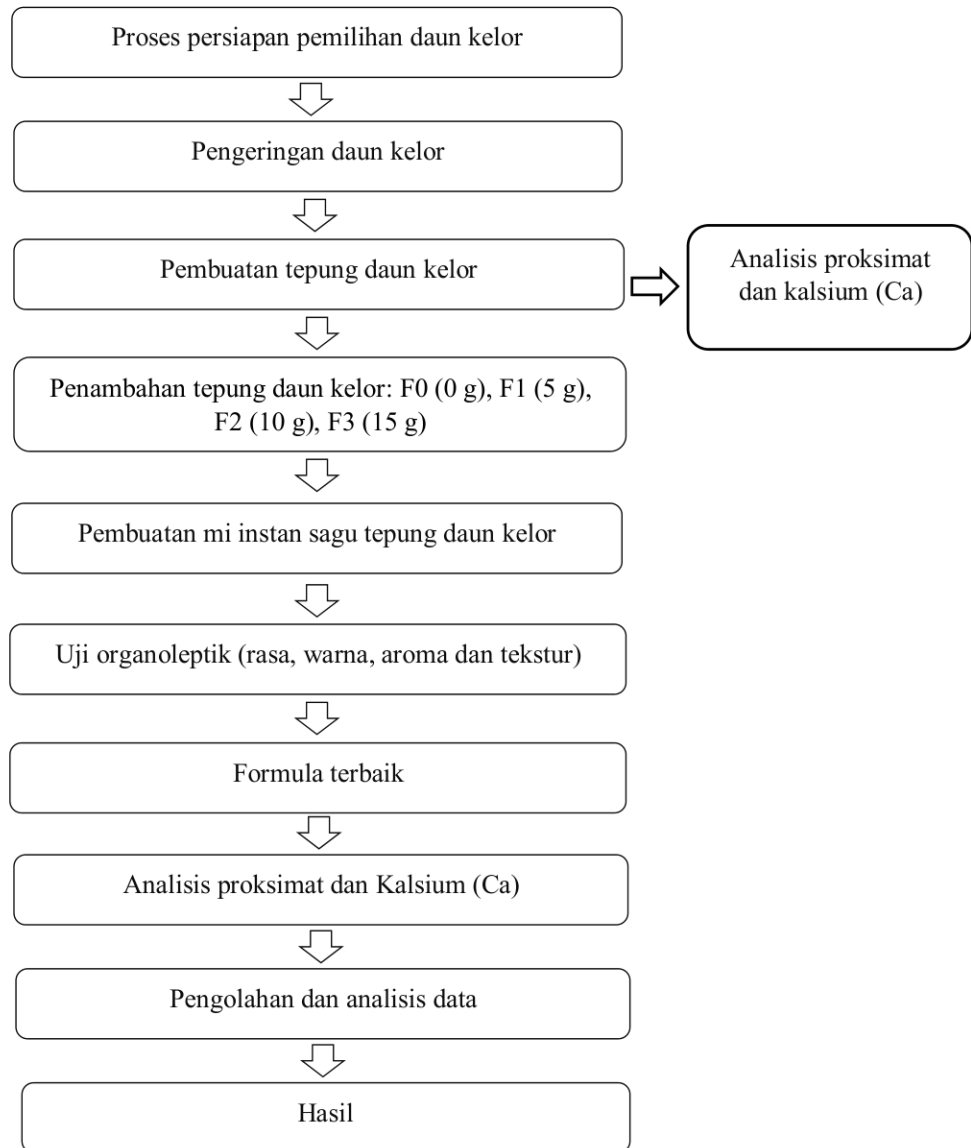 Proses persiapan pemilihan daun kelor
Pengeringan daun kelor
Pembuatan tepung daun kelor
Analisis proksimat
dan kalsium (Ca)
Penambahan tepung daun kelor: F0 (0 g), F1 (5 g),
F2 (10 g), F3 (15 g)
Pembuatan mi instan sagu tepung daun kelor
Uji organoleptik (rasa, warna, aroma dan tekstur)
Formula terbaik
Analisis proksimat dan Kalsium (Ca)
Pengolahan dan analisis data
Hasil